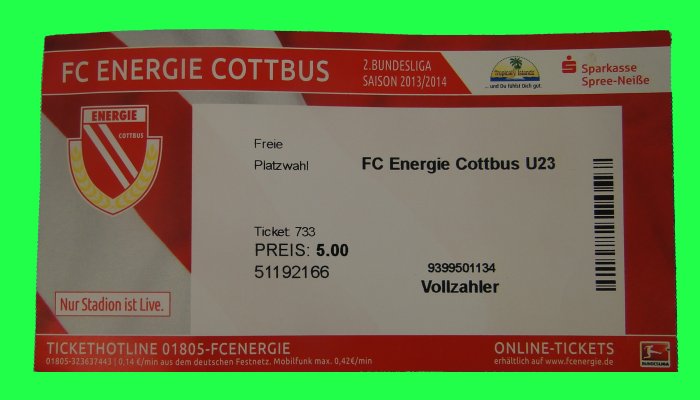 FC ENERGIE COTTBUS
2.BUNDESLIGA
SAISON 2013/2014
Tropical Islands
... und Du fühlst Dich gut
Sparkasse
Spree-Neiße
ENERGIE
COTTBUS
Freie
Platzwahl
FC Energie Cottbus U23
Ticket: 733
PREIS: 5.00
51192166
9399501134
Vollzahler
Nur Stadion ist Live.
TICKETHOTLINE 01805-FCENERGIE
01805-323637443 | 0,14 €/min aus dem deutschen Festnetz. Mobilfunk max. 0,42€/min.
ONLINE-TICKETS
erhältlich auf www.fcenergie.de
BUNDESLIGA